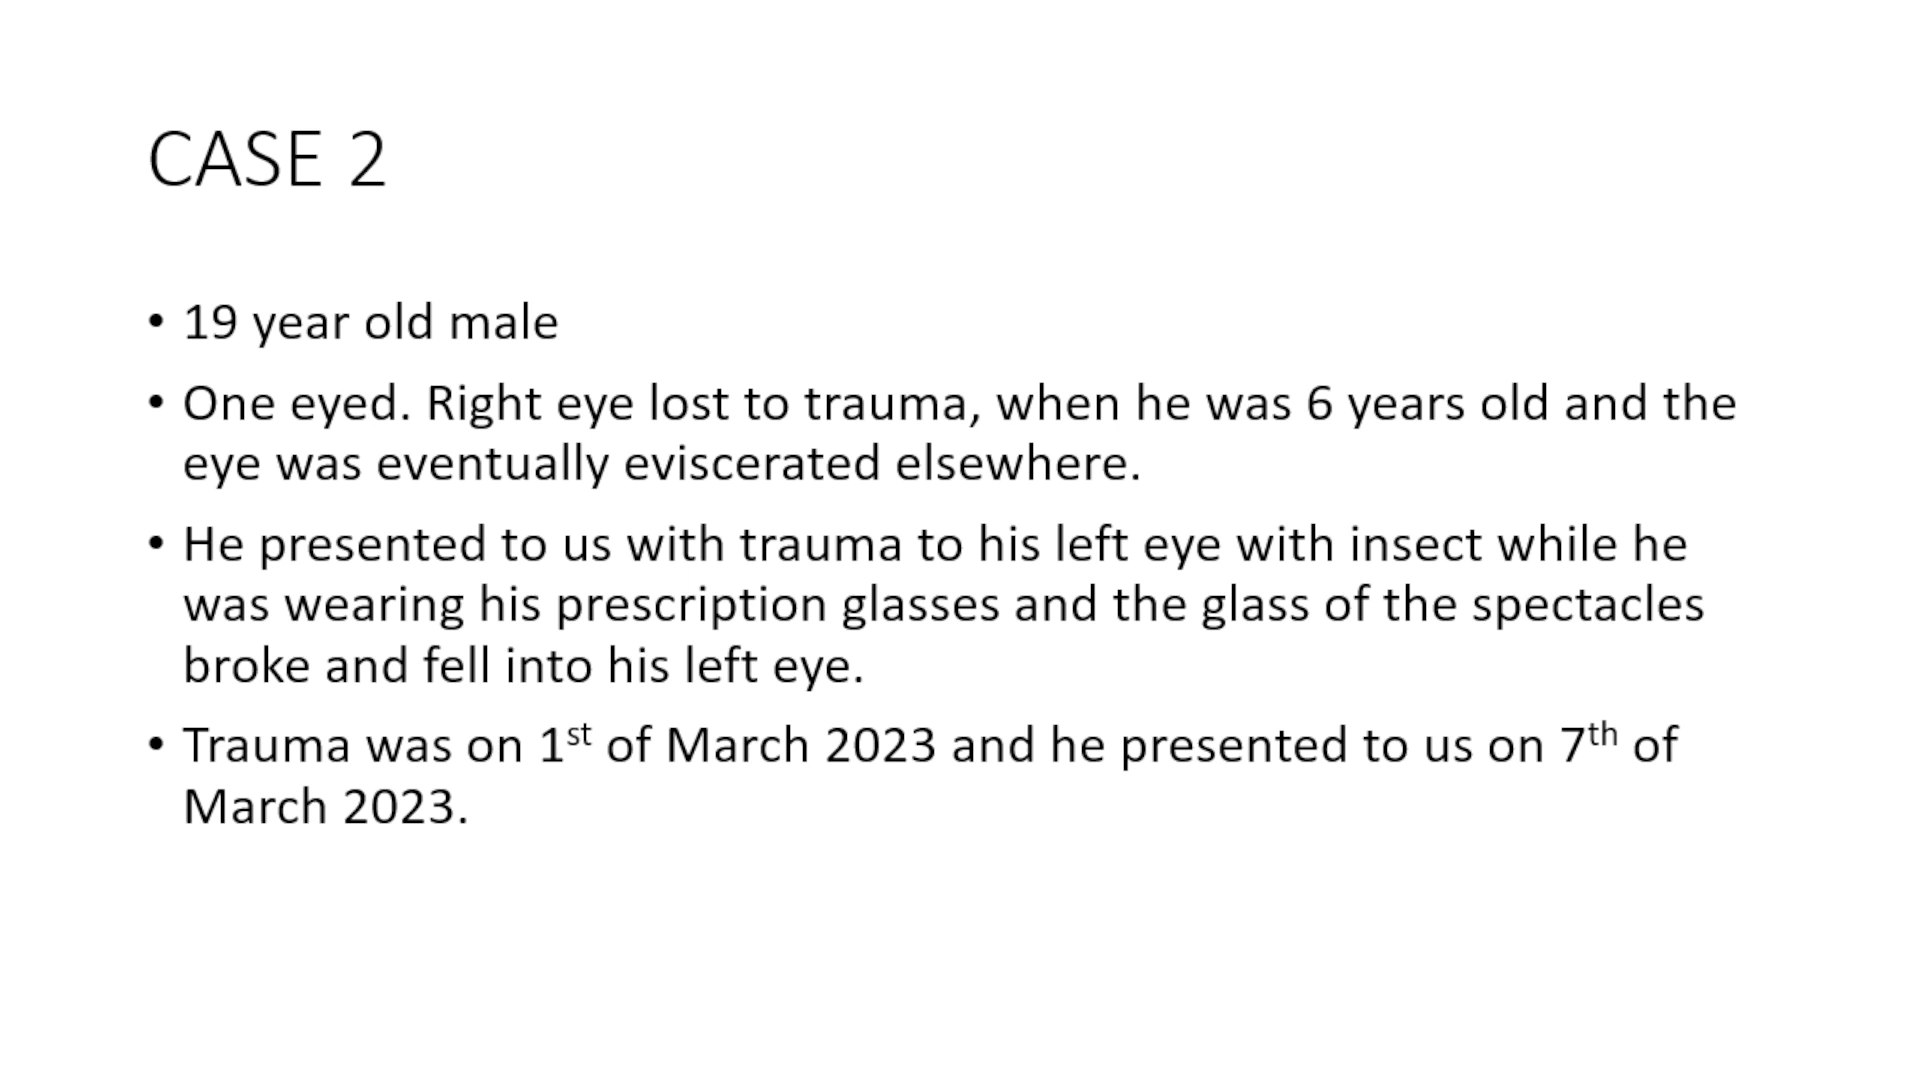 CASE 2
• 19 year old male
• One eyed. Right eye lost to trauma, when he was 6 years old and the
eye was eventually eviscerated elsewhere.
• He presented to us with trauma to his left eye with insect while he
was wearing his prescription glasses and the glass of the spectacles
broke and fell into his left eye.
• Trauma was on 1st of March 2023 and he presented to us on 7th of
March 2023.